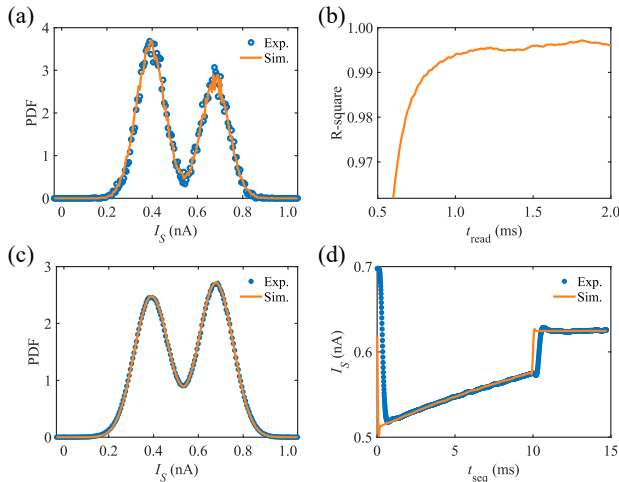 (a)
4
3
2
1
0
PDF
Exp.
Sim.
0 0.2 0.4 0.6 0.8 1.0
I_S (nA)
(b)
1.00
0.99
0.98
0.97
R-square
0.5 1.0 1.5 2.0
t_read (ms)
(c)
3
2
1
0
PDF
Exp.
Sim.
0 0.2 0.4 0.6 0.8 1.0
I_S (nA)
(d)
0.7
0.6
0.5
I_S (nA)
Exp.
Sim.
0 5 10 15
t_seq (ms)